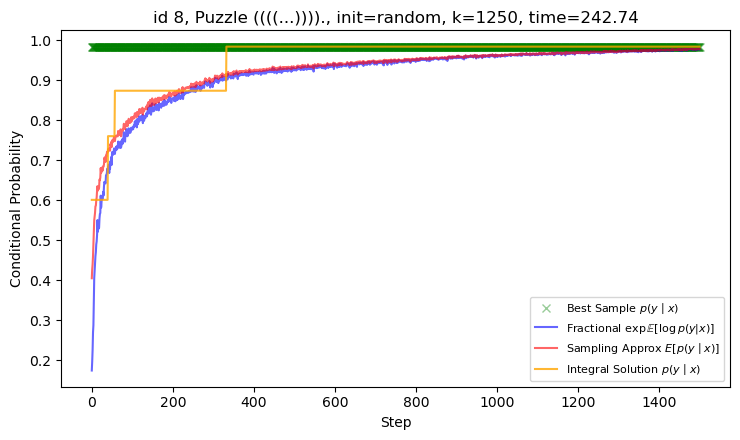 id 8, Puzzle ((((...))))., init=random, k=1250, time=242.74
Conditional Probability
1.0
0.9
0.8
0.7
0.6
0.5
0.4
0.3
0.2
0
200
400
600
800
1000
1200
1400
Step
Best Sample p(y | x)
Fractional exp𝔼[log p(y|x)]
Sampling Approx E[p(y | x)]
Integral Solution p(y | x)